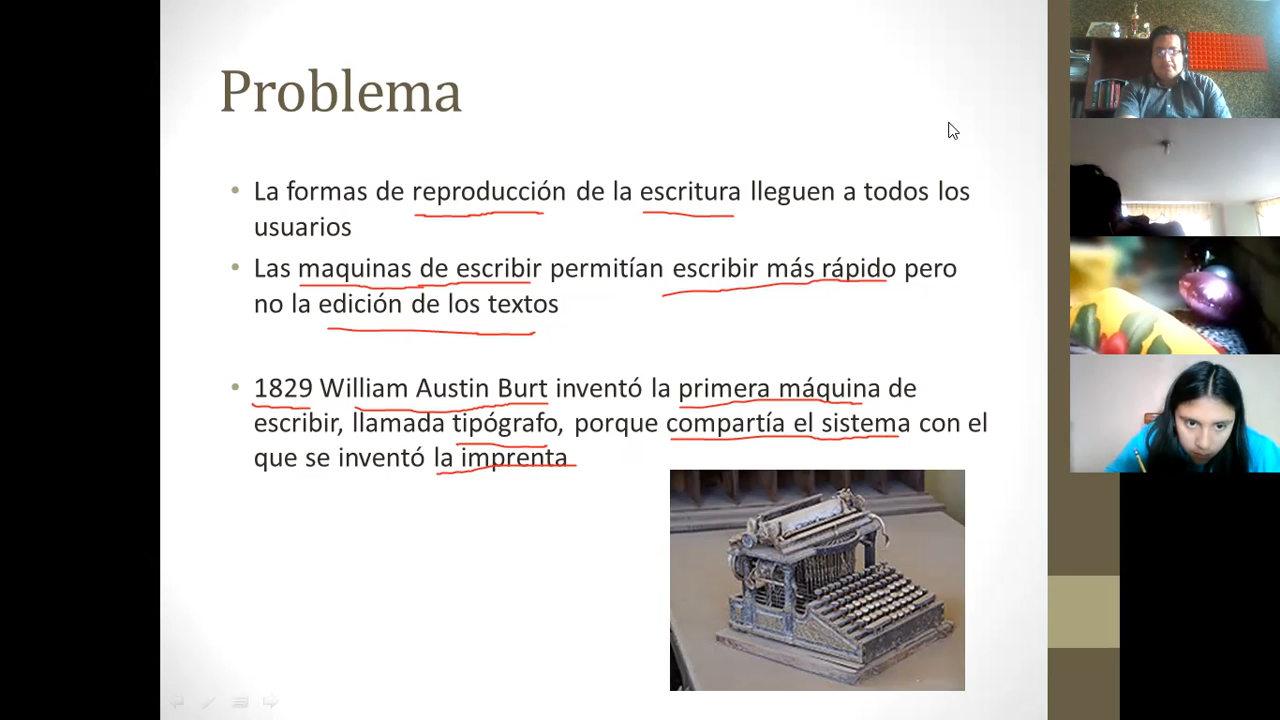 Problema
La formas de reproducción de la escritura lleguen a todos los
usuarios
Las maquinas de escribir permitían escribir más rápido pero
no la edición de los textos
1829 William Austin Burt inventó la primera máquina de
escribir, llamada tipógrafo, porque compartía el sistema con el
que se inventó la imprenta